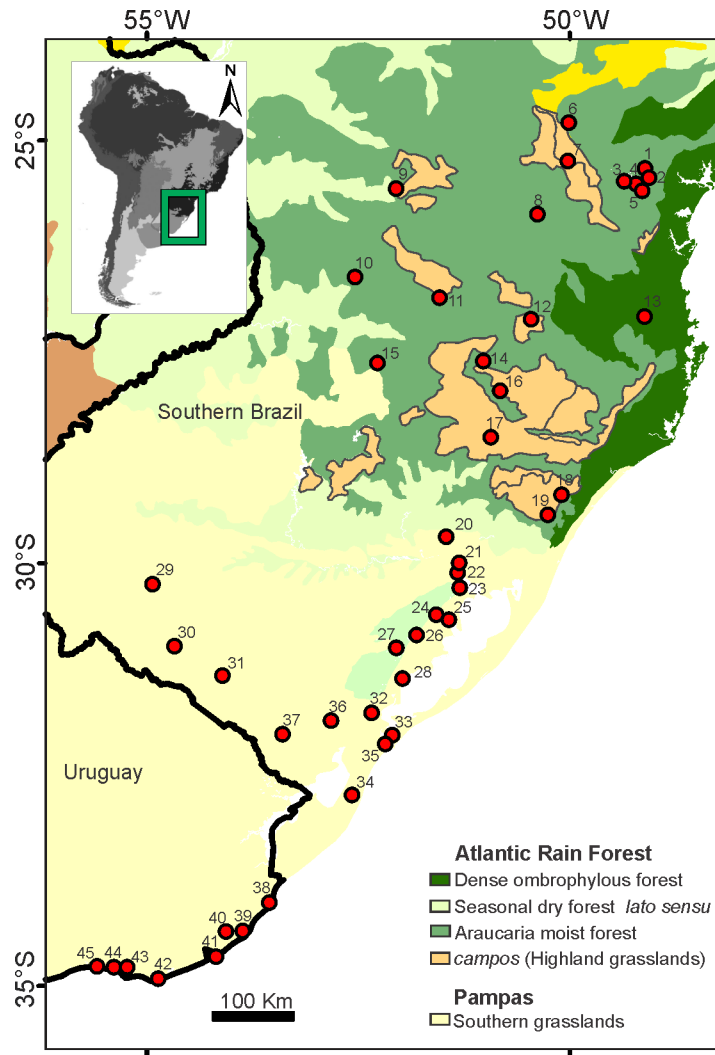 55°W 50°W
N
25°S
30°S
35°S
6
7
1
4
3
2
5
9
8
10
11
12
13
15
14
16
Southern Brazil
17
18
19
20
21
22
23
29
24 25
30
27 26
31
28
32
36
37
33
35
34
Uruguay
38
40 39
41
45 44 43
42
100 Km
Atlantic Rain Forest
Dense ombrophylous forest
Seasonal dry forest lato sensu
Araucaria moist forest
campos (Highland grasslands)
Pampas
Southern grasslands